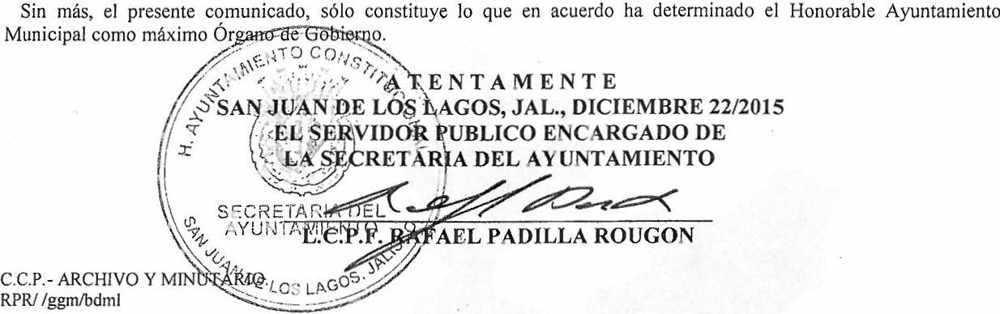 Sin más, el presente comunicado, sólo constituye lo que en acuerdo ha determinado el Honorable Ayuntamiento
Municipal como máximo Órgano de Gobierno.
A T E N T A M E N T E
SAN JUAN DE LOS LAGOS, JAL., DICIEMBRE 22/2015
EL SERVIDOR PUBLICO ENCARGADO DE
LA SECRETARIA DEL AYUNTAMIENTO
L.C.P.F. RAFAEL PADILLA ROUGON
H. AYUNTAMIENTO CONSTITUCIONAL
SECRETARIA DEL
AYUNTAMIENTO
SAN JUAN DE LOS LAGOS, JALISCO
C.C.P.- ARCHIVO Y MINUTARIO
RPR/ /ggm/bdml